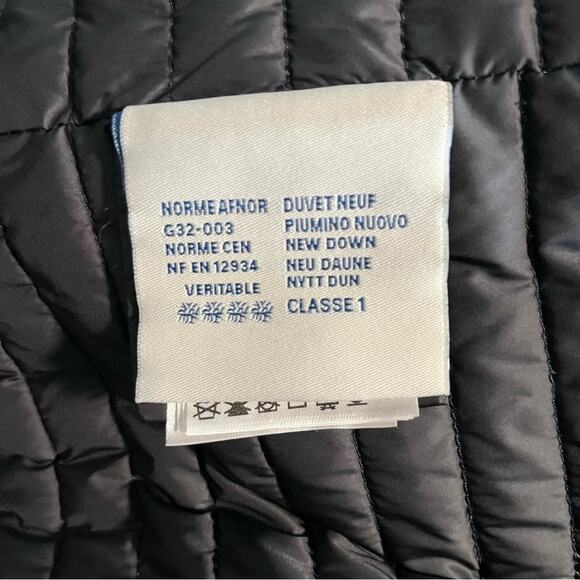 NORME AFNOR
G32-003
NORME CEN
NF EN 12934
VERITABLE
DUVET NEUF
PIUMINO NUOVO
NEW DOWN
NEU DAUNE
NYTT DUN
CLASSE 1